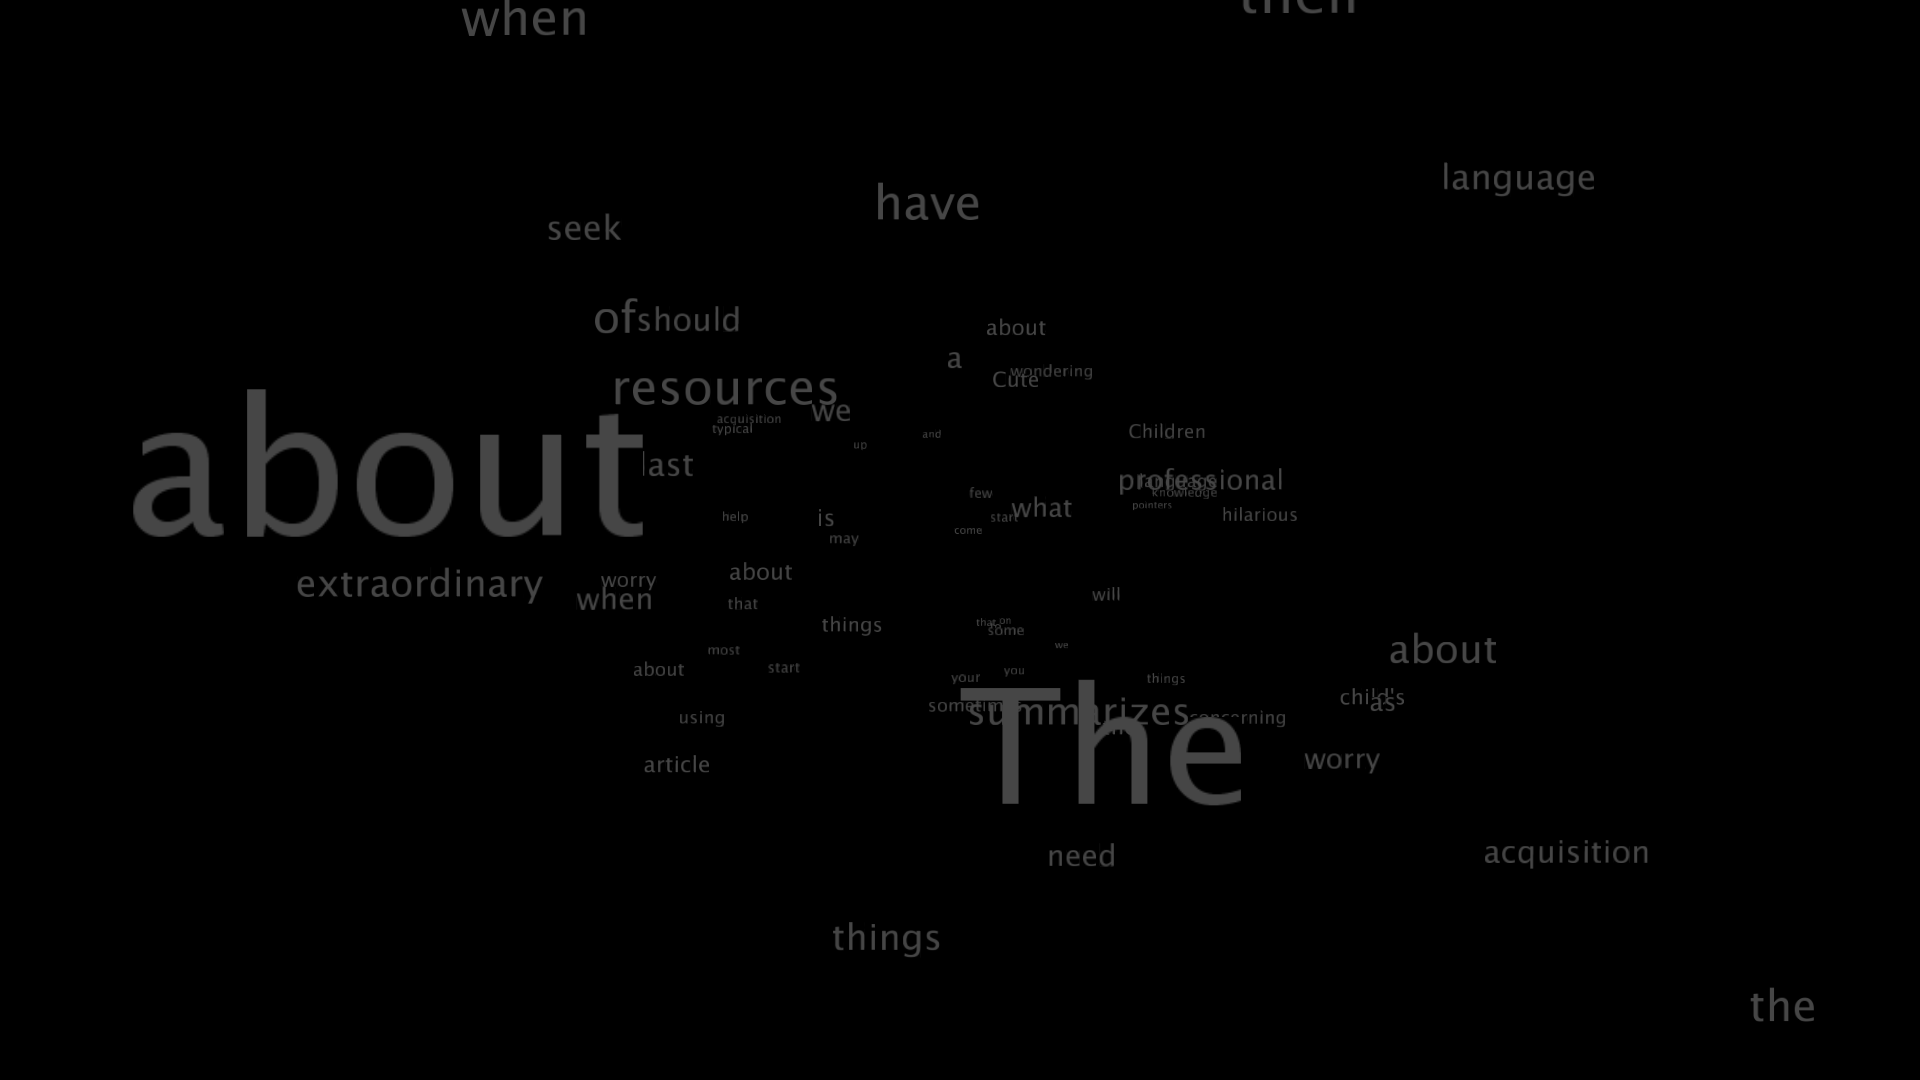 when
have
language
seek
of should
about
a
wondering
Cute
resources
we
acquisition
typical
up
and
Children
about
last
professional
language
knowledge
few
pointers
what
start
hilarious
help
is
come
may
about
extraordinary
worry
when
that
will
things
that
on
to
some
we
about
most
about
start
you
your
things
child's
as
The
sometimes
summarizes
concerning
using
article
worry
need
acquisition
things
the